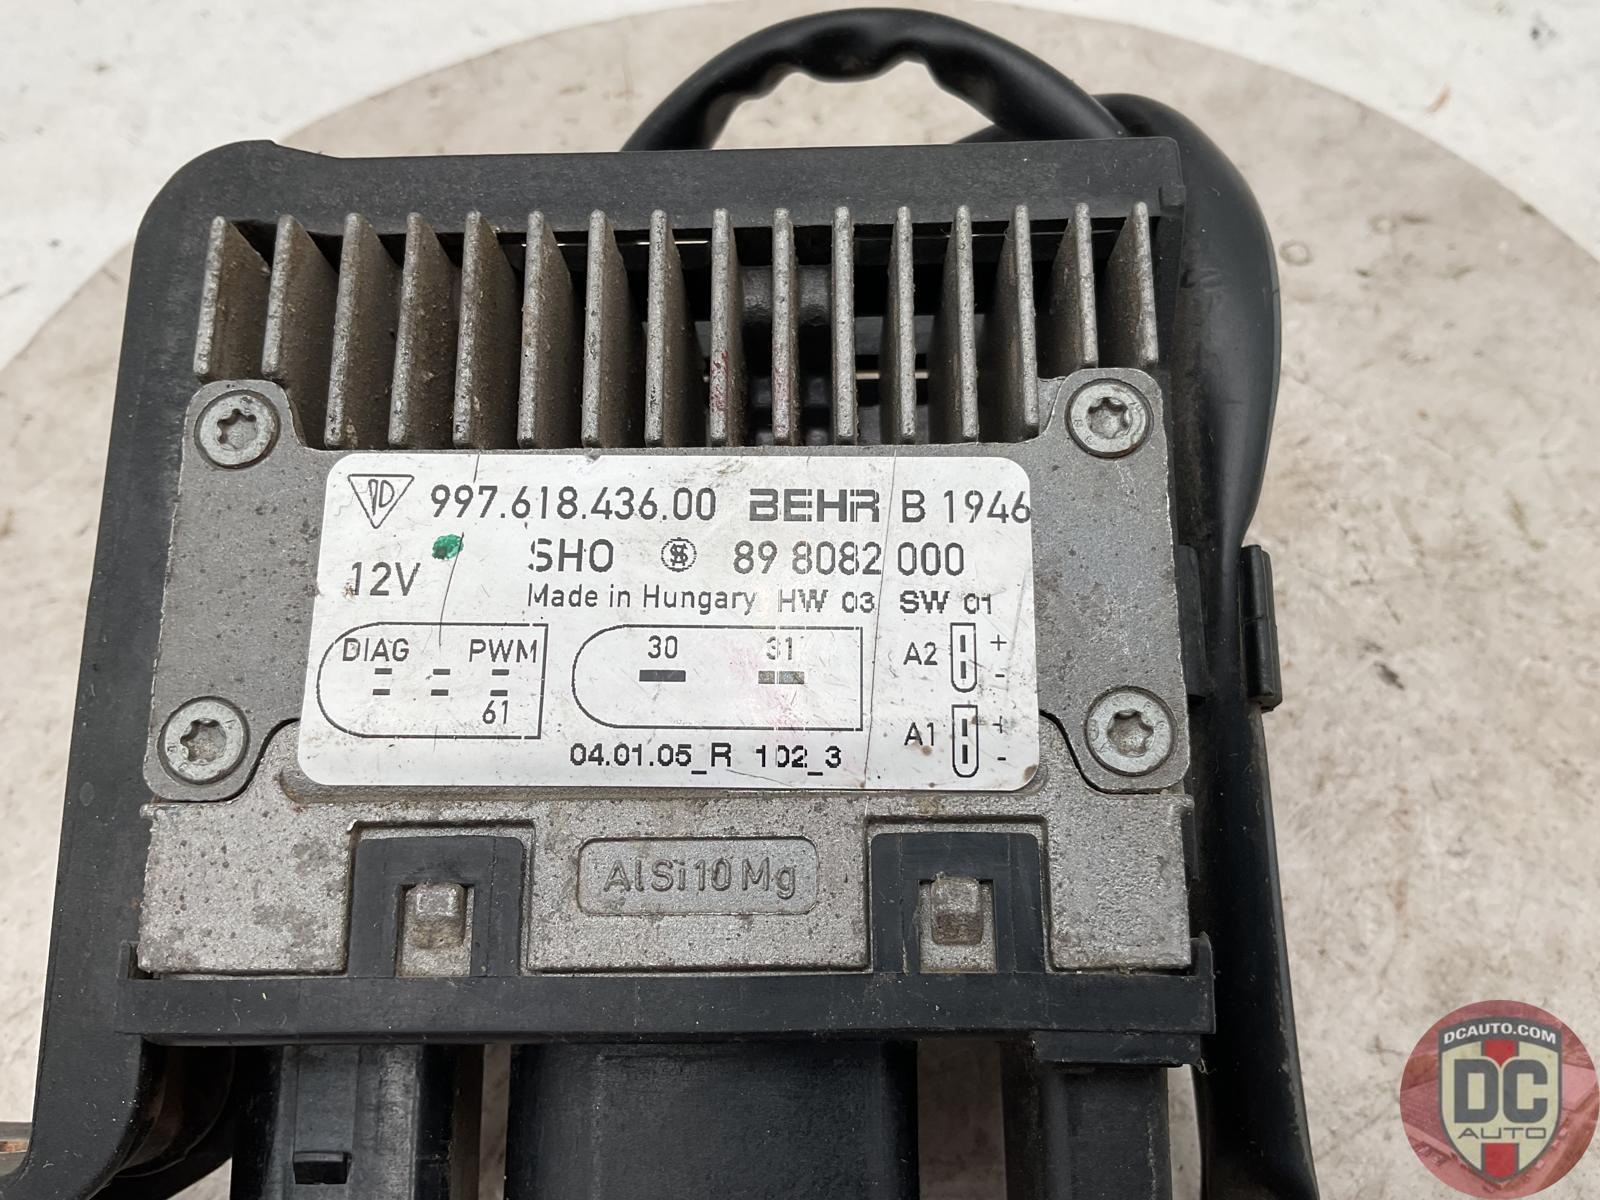 997.618.436.00 BEHR B 1946
SHO 89 8082 000
12V
Made in Hungary HW 03 SW 01
DIAG PWM
61
30 31
A2 + -
A1 + -
04.01.05_R 102_3
AlSi10Mg
DCAUTO.COM
DC
AUTO